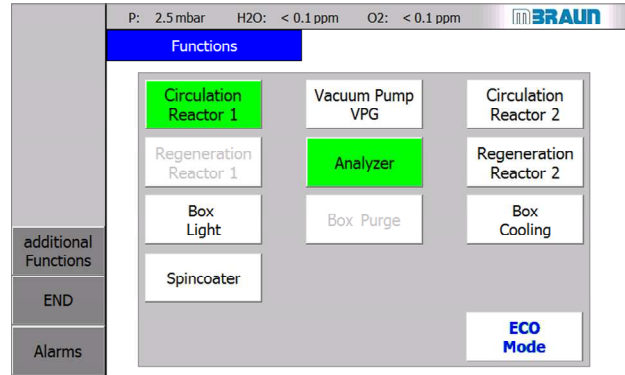 P: 2.5 mbar H2O: < 0.1 ppm O2: < 0.1 ppm mBRAUN
Functions
Circulation
Reactor 1
Vacuum Pump
VPG
Circulation
Reactor 2
Regeneration
Reactor 1
Analyzer
Regeneration
Reactor 2
Box
Light
Box Purge
Box
Cooling
Spincoater
ECO
Mode
additional
Functions
END
Alarms